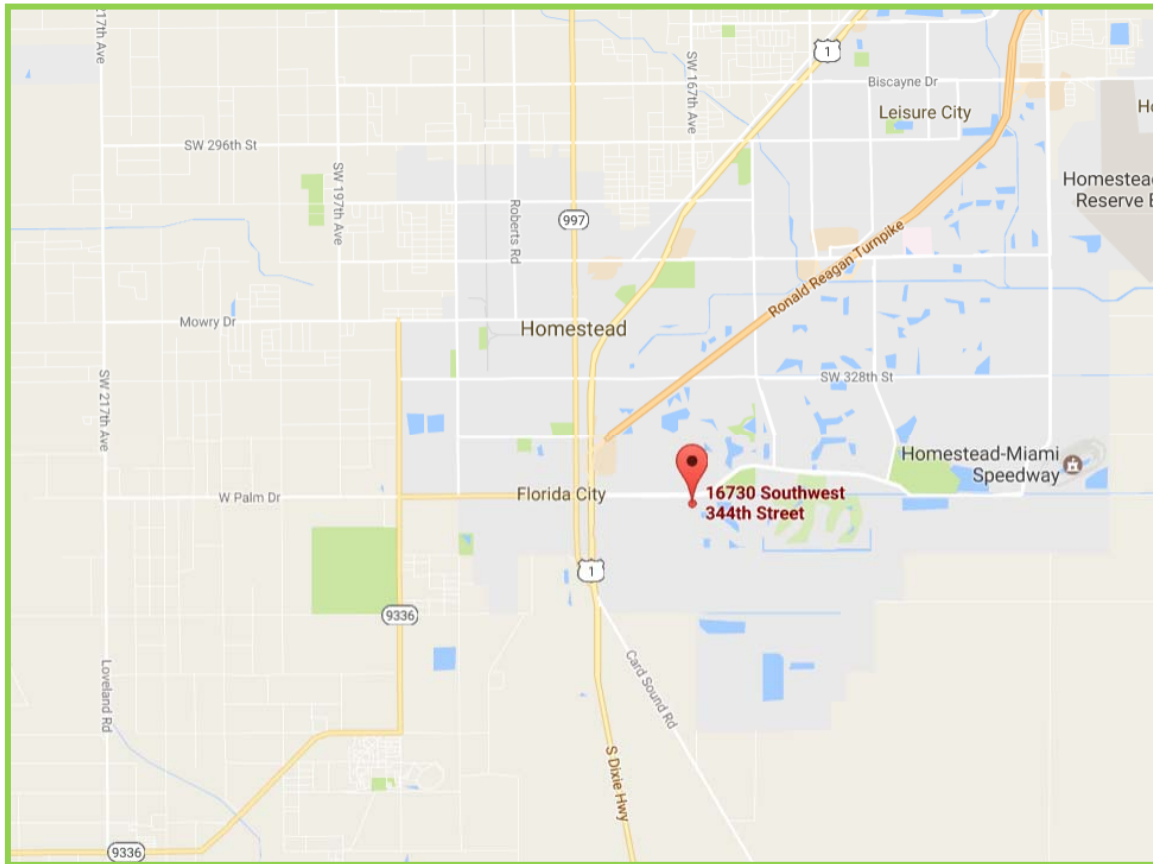 217th Ave
1
SW 167th Ave
Biscayne Dr
Leisure City
SW 296th St
SW 197th Ave
Roberts Rd
997
Homestead
Reserve B
Ronald Reagan Turnpike
Mowry Dr
Homestead
SW 217th Ave
SW 328th St
Homestead-Miami
Speedway
W Palm Dr
Florida City
16730 Southwest
344th Street
1
9336
Loveland Rd
Card Sound Rd
S Dixie Hwy
9336